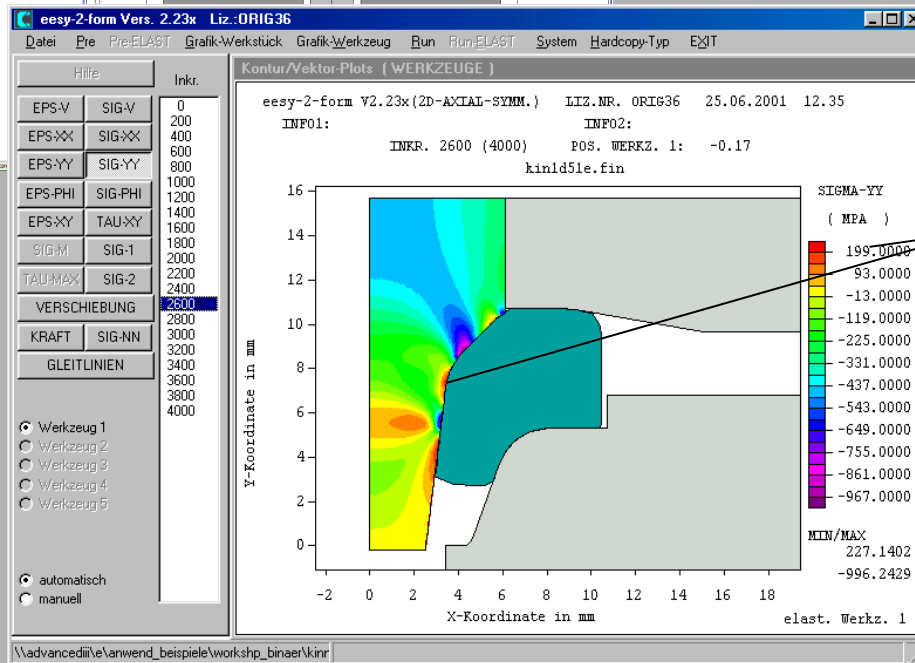 eesy-2-form Vers. 2.23x Liz.:ORIG36
Datei Pre Pre-ELAST Grafik-Werkstück Grafik-Werkzeug Run Run-ELAST System Hardcopy-Typ EXIT
Hilfe
Inkr.
EPS-V SIG-V
EPS-XX SIG-XX
EPS-YY SIG-YY
EPS-PHI SIG-PHI
EPS-XY TAU-XY
SIG-M SIG-1
TAU-MAX SIG-2
VERSCHIEBUNG
KRAFT SIG-NN
GLEITLINIEN
0
200
400
600
800
1000
1200
1400
1600
1800
2000
2200
2400
2600
2800
3000
3200
3400
3600
3800
4000
Werkzeug 1
Werkzeug 2
Werkzeug 3
Werkzeug 4
Werkzeug 5
automatisch
manuell
Kontur/Vektor-Plots ( WERKZEUGE )
eesy-2-form V2.23x(2D-AXIAL-SYMM.) LIZ.NR. ORIG36 25.06.2001 12.35
INFO1: INFO2:
INKR. 2600 (4000) POS. WERKZ. 1: -0.17
kin1d51e.fin
Y-Koordinate in mm
16
14
12
10
8
6
4
2
0
-2 0 2 4 6 8 10 12 14 16 18
X-Koordinate in mm
SIGMA-YY
( MPA )
199.0000
93.0000
-13.0000
-119.0000
-225.0000
-331.0000
-437.0000
-543.0000
-649.0000
-755.0000
-861.0000
-967.0000
MIN/MAX
227.1402
-996.2429
elast. Werkz. 1
\\advancediii\e\anwend_beispiele\workshp_binaer\kinr